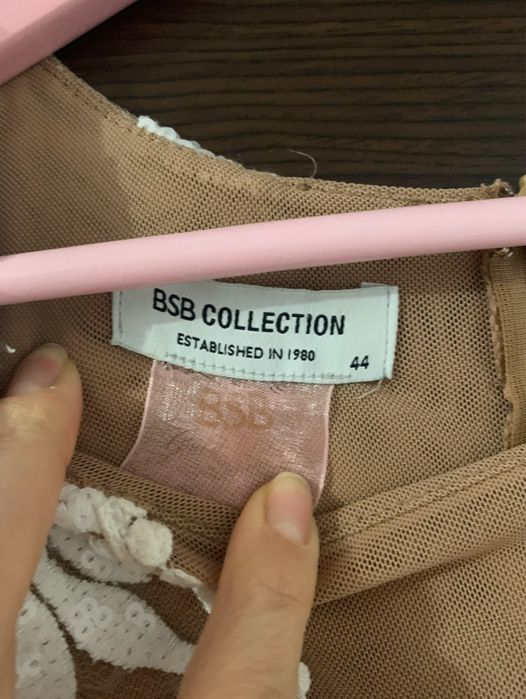 BSB COLLECTION
ESTABLISHED IN 1980
44
BSB